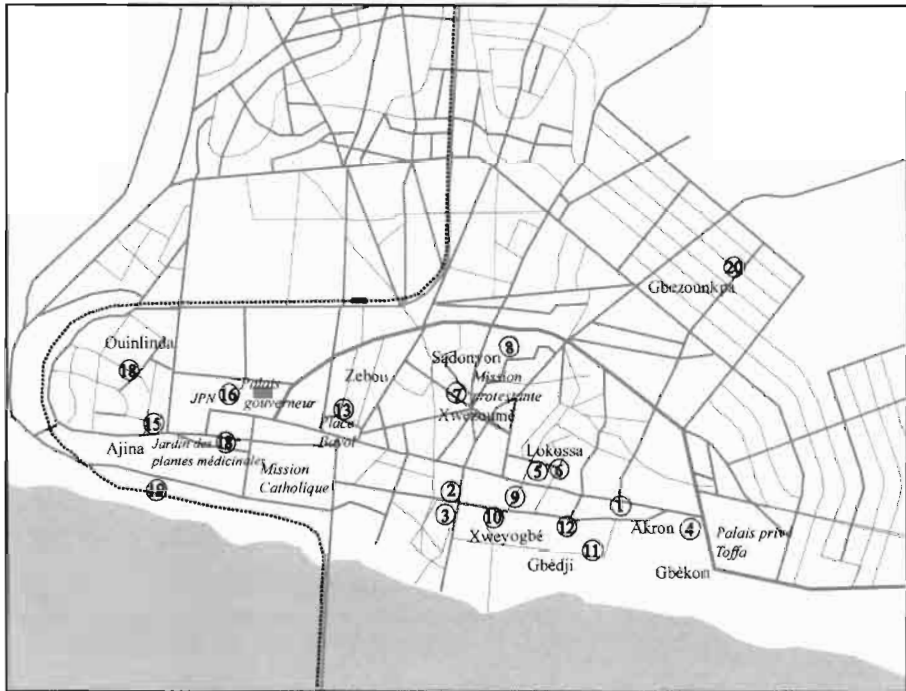 20
Gbezounkpa
8
Ouinlinda
Sadonyon
18
Zebou
Mission
protestante
7
JPN
16
Palais
gouverneur
13
Xwezoumè
Place
Bayol
15
Ajina
Jardin des
plantes médicinales
Lokossa
Mission
Catholique
5
6
2
9
1
3
10
12
Akron
4
Palais privé
Toffa
Xweyogbé
11
Gbèdji
Gbèkon